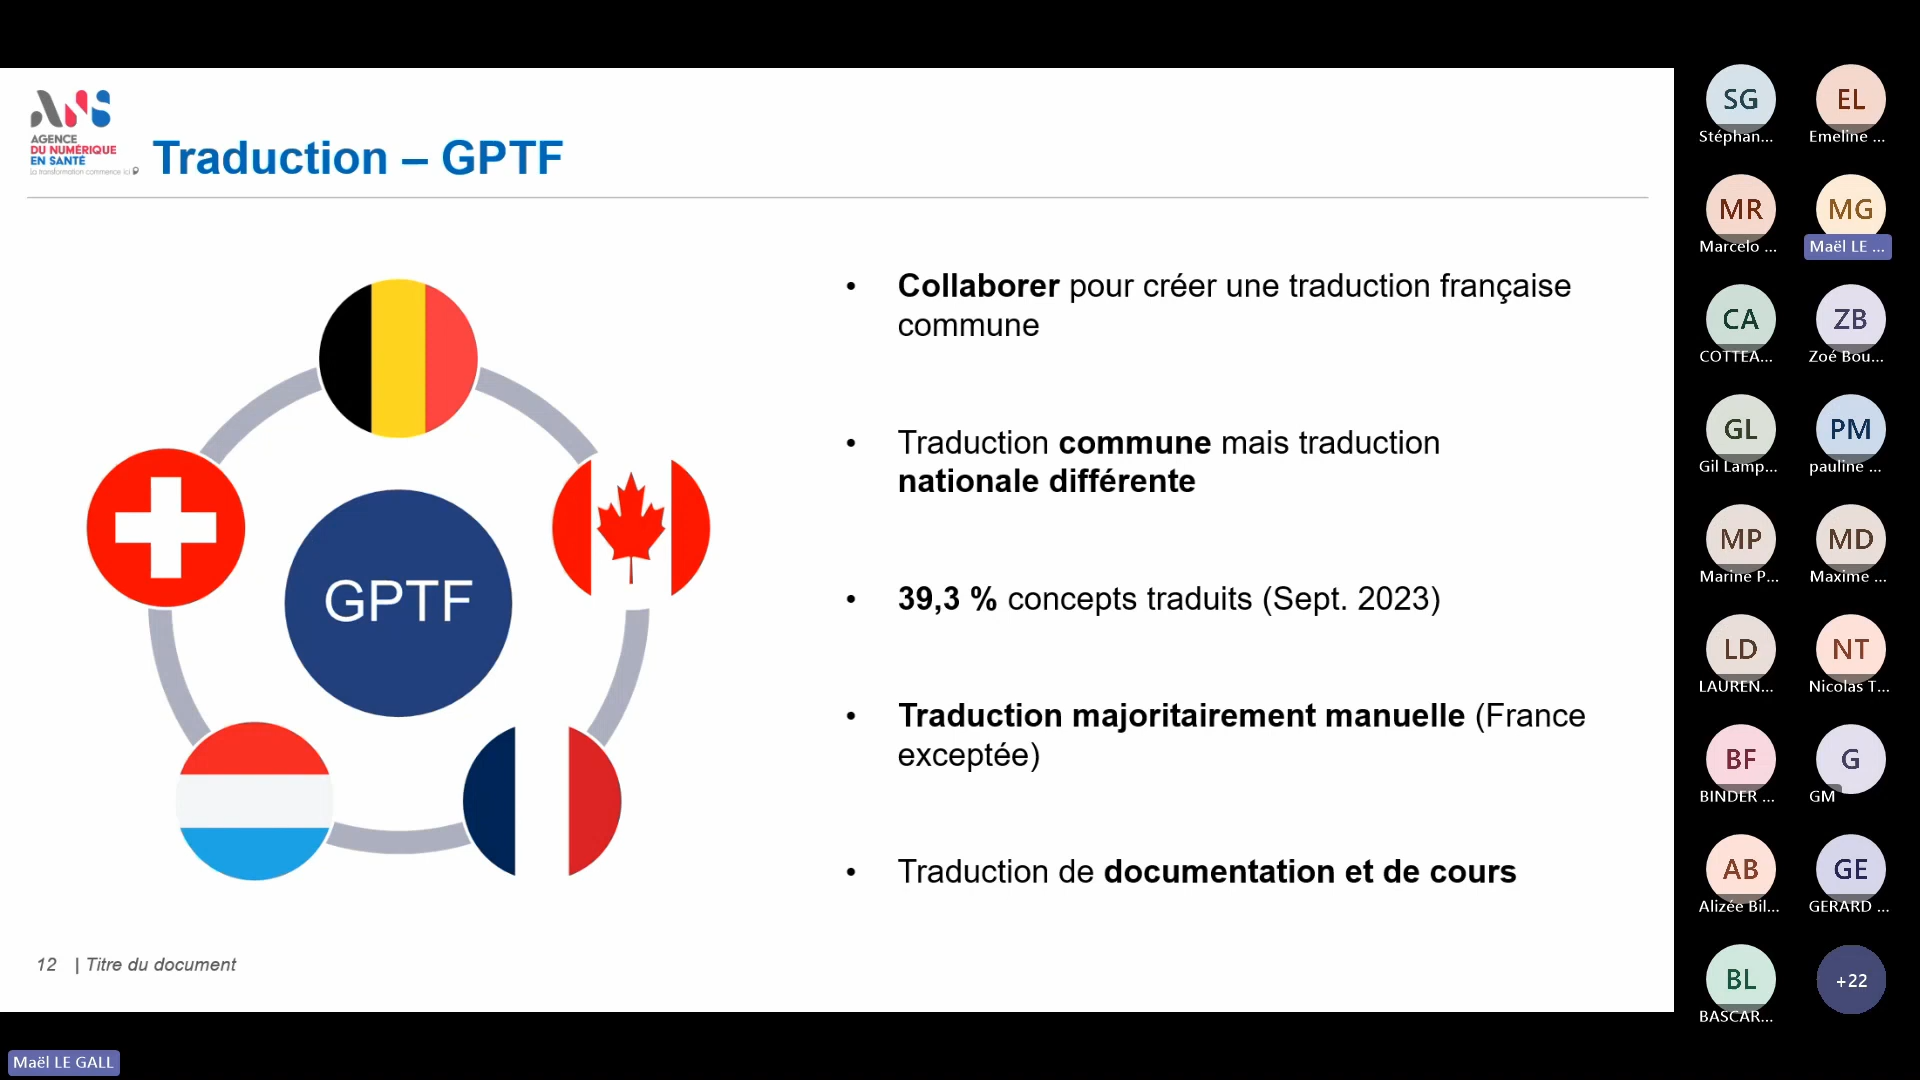 AGENCE
DU NUMÉRIQUE
EN SANTÉ
La transformation commence ici
Traduction – GPTF
GPTF
• Collaborer pour créer une traduction française
commune
• Traduction commune mais traduction
nationale différente
• 39,3 % concepts traduits (Sept. 2023)
• Traduction majoritairement manuelle (France
exceptée)
• Traduction de documentation et de cours
12 | Titre du document
SG
Stéphan...
EL
Emeline ...
MR
Marcelo ...
MG
Maël LE ...
CA
COTTEA...
ZB
Zoé Bou...
GL
Gil Lamp...
PM
pauline ...
MP
Marine P...
MD
Maxime ...
LD
LAUREN...
NT
Nicolas T...
BF
BINDER ...
G
GM
AB
Alizée Bil...
GE
GERARD ...
BL
BASCAR...
+22
Maël LE GALL